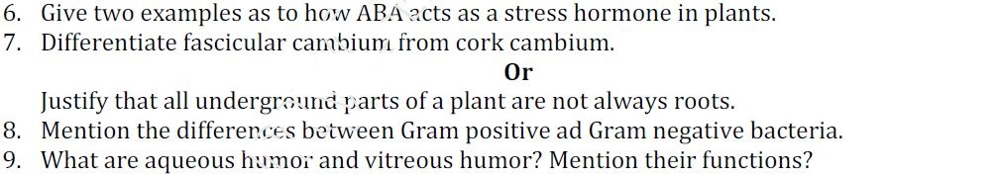 6. Give two examples as to how ABA acts as a stress hormone in plants.
7. Differentiate fascicular cambium from cork cambium.
Or
Justify that all underground parts of a plant are not always roots.
8. Mention the differences between Gram positive ad Gram negative bacteria.
9. What are aqueous humor and vitreous humor? Mention their functions?